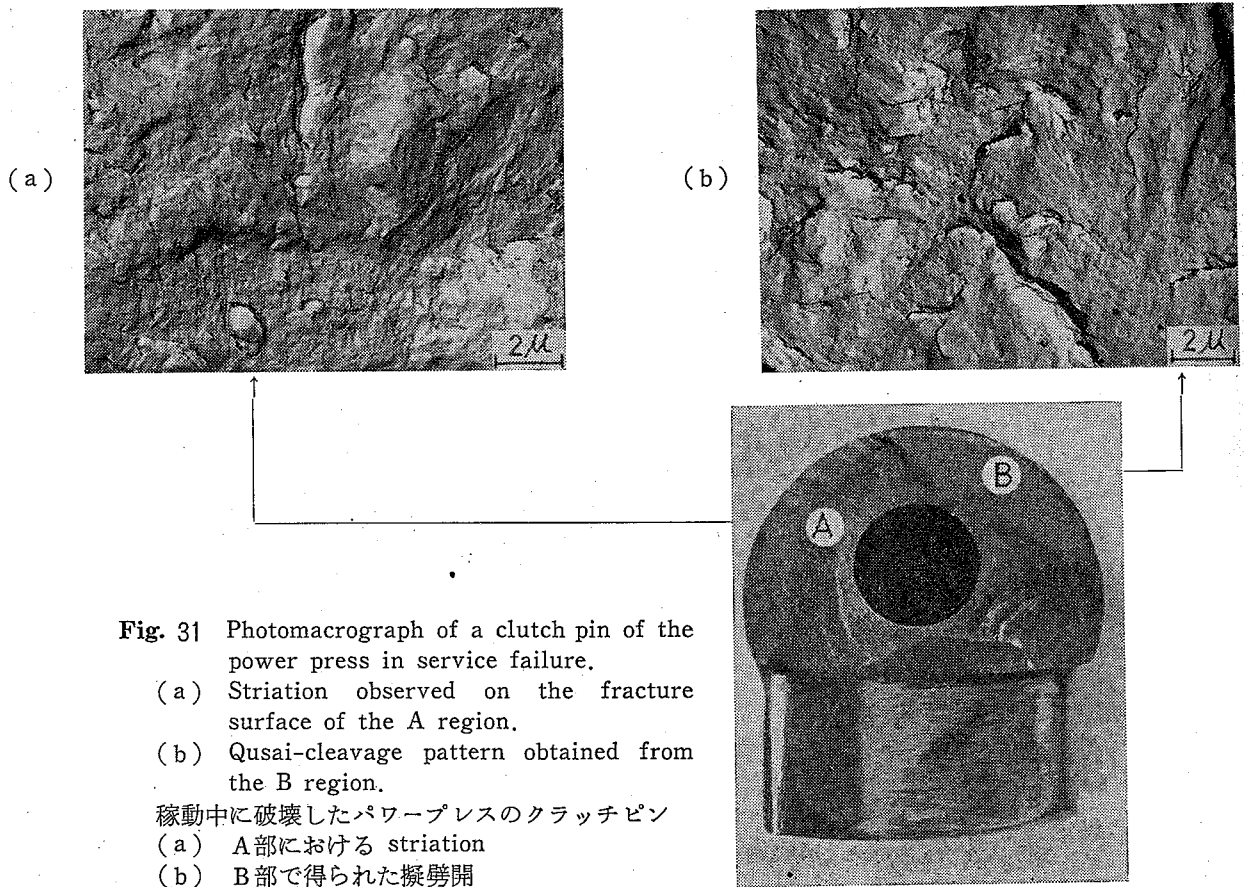 (a)
(b)
2μ
2μ
A
B
Fig. 31 Photomacrograph of a clutch pin of the
power press in service failure.
(a) Striation observed on the fracture
surface of the A region.
(b) Qusai-cleavage pattern obtained from
the B region.
稼動中に破壊したパワープレスのクラッチピン
(a) A部における striation
(b) B部で得られた擬劈開